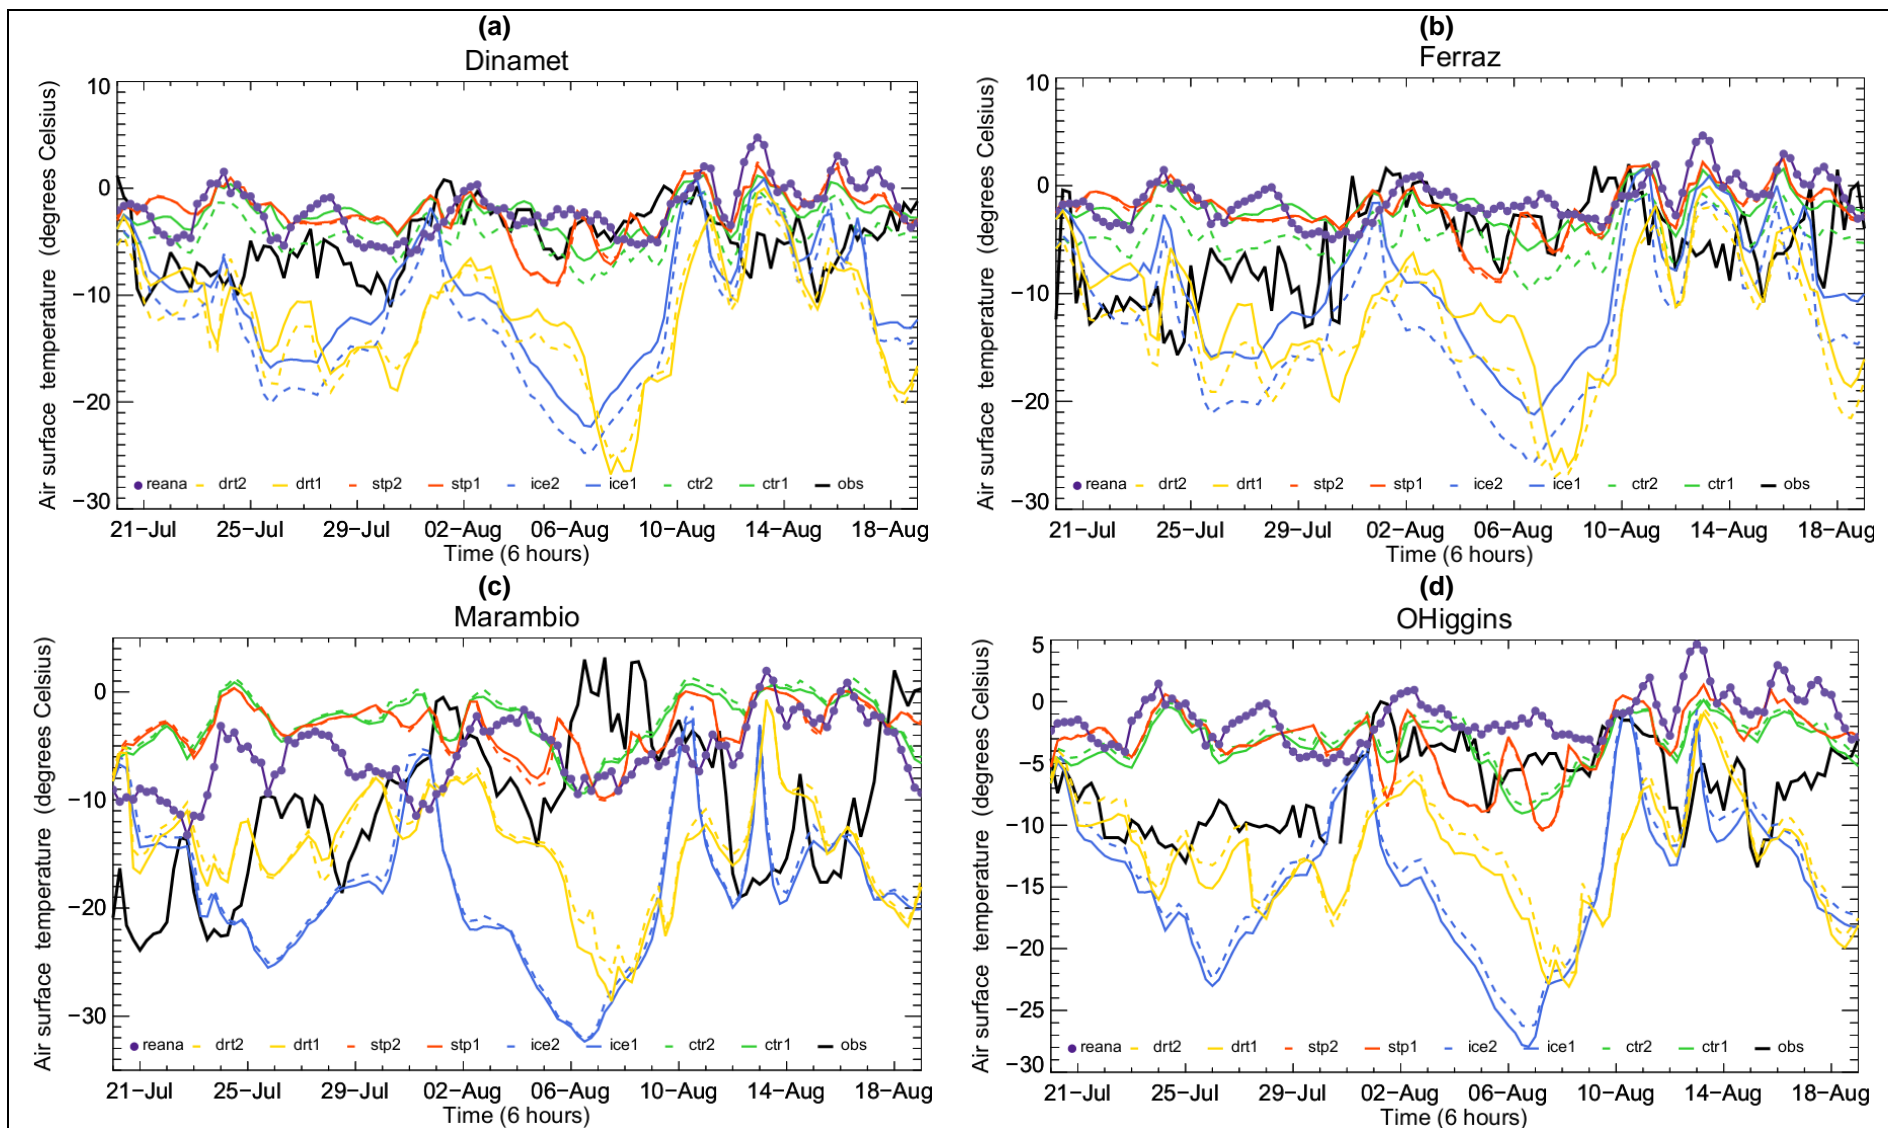 (a)
Dinamet
10
0
−10
−20
−30
Air surface temperature (degrees Celsius)
reana drt2 drt1 stp2 stp1 ice2 ice1 ctr2 ctr1 obs
21−Jul 25−Jul 29−Jul 02−Aug 06−Aug 10−Aug 14−Aug 18−Aug
Time (6 hours)
(b)
Ferraz
10
0
−10
−20
−30
Air surface temperature (degrees Celsius)
reana drt2 drt1 stp2 stp1 ice2 ice1 ctr2 ctr1 obs
21−Jul 25−Jul 29−Jul 02−Aug 06−Aug 10−Aug 14−Aug 18−Aug
Time (6 hours)
(c)
Marambio
0
−10
−20
−30
Air surface temperature (degrees Celsius)
reana drt2 drt1 stp2 stp1 ice2 ice1 ctr2 ctr1 obs
21−Jul 25−Jul 29−Jul 02−Aug 06−Aug 10−Aug 14−Aug 18−Aug
Time (6 hours)
(d)
OHiggins
5
0
−5
−10
−15
−20
−25
−30
Air surface temperature (degrees Celsius)
reana drt2 drt1 stp2 stp1 ice2 ice1 ctr2 ctr1 obs
21−Jul 25−Jul 29−Jul 02−Aug 06−Aug 10−Aug 14−Aug 18−Aug
Time (6 hours)